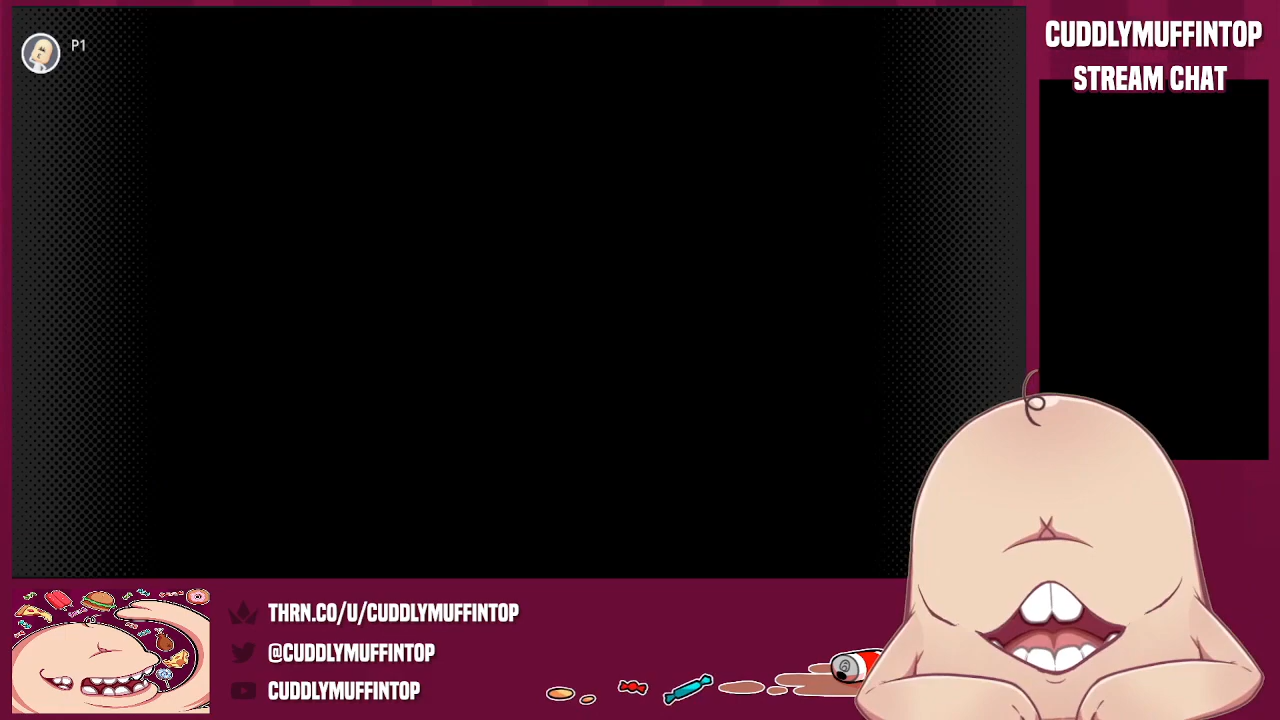 P1
CUDDLYMUFFINTOP
STREAM CHAT
THRN.CO/U/CUDDLYMUFFINTOP
@CUDDLYMUFFINTOP
CUDDLYMUFFINTOP